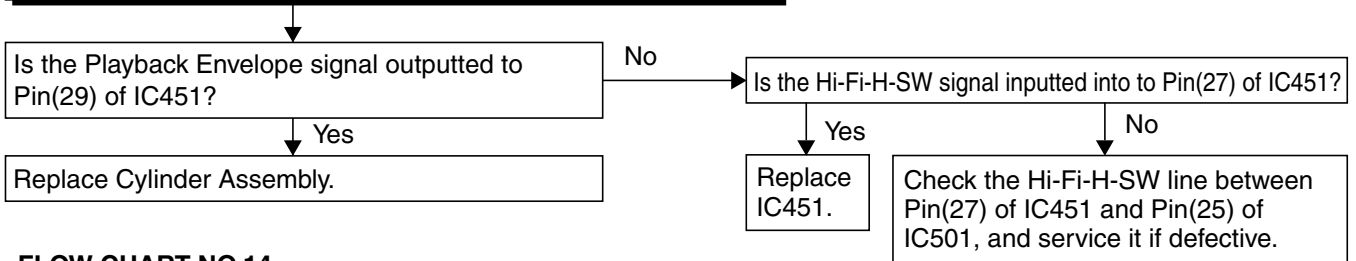 Is the Playback Envelope signal outputted to
Pin(29) of IC451?
No
Is the Hi-Fi-H-SW signal inputted into to Pin(27) of IC451?
Yes
Replace Cylinder Assembly.
Yes
Replace
IC451.
No
Check the Hi-Fi-H-SW line between
Pin(27) of IC451 and Pin(25) of
IC501, and service it if defective.
FLOW CHART NO.14